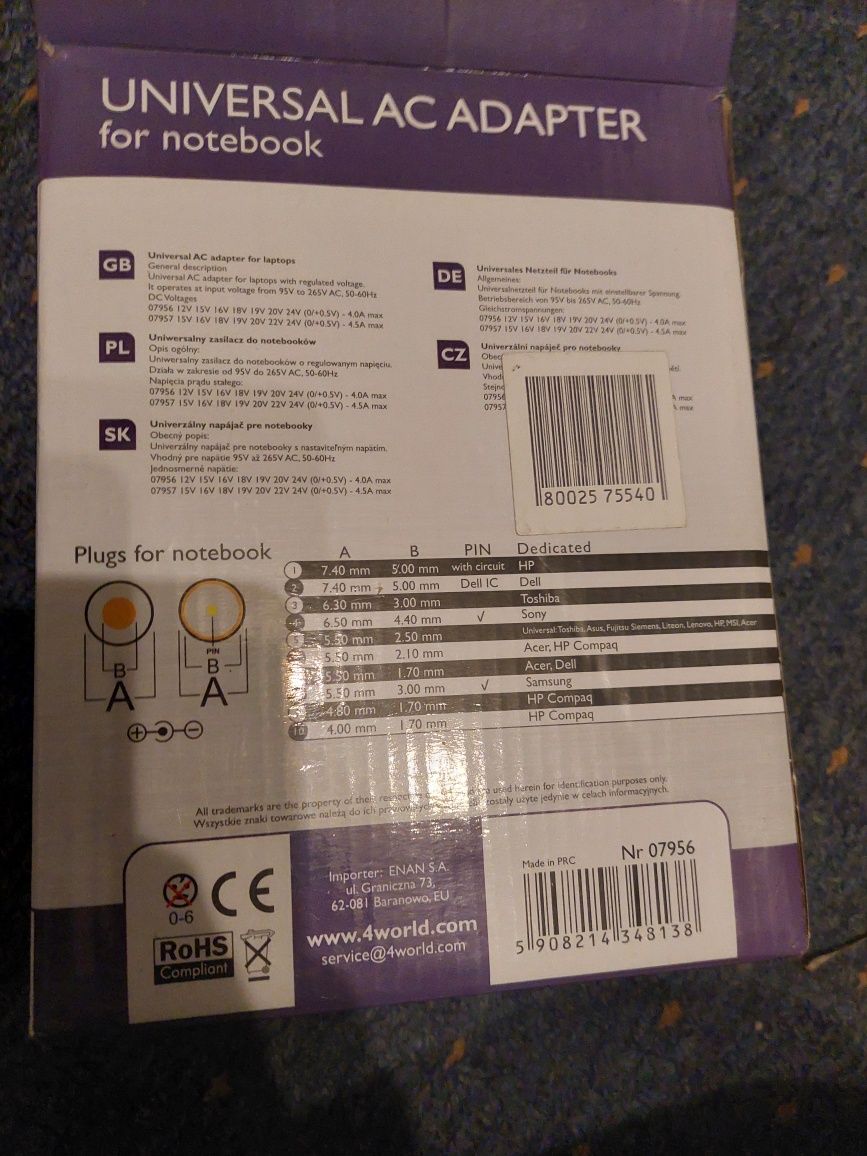 UNIVERSAL AC ADAPTER
for notebook
GB
Universal AC adapter for laptops
General description
Universal AC adapter for laptops with regulated voltage.
It operates at input voltage from 95V to 265V AC, 50-60Hz
DC Voltages
07956 12V 15V 16V 18V 19V 20V 24V (0/+0.5V) - 4.0A max
07957 15V 16V 18V 19V 20V 22V 24V (0/+0.5V) - 4.5A max
PL
Uniwersalny zasilacz do notebooków
Opis ogólny:
Uniwersalny zasilacz do notebooków o regulowanym napięciu.
Działa w zakresie od 95V do 265V AC, 50-60Hz
Napięcia prądu stałego:
07956 12V 15V 16V 18V 19V 20V 24V (0/+0.5V) - 4.0A max
07957 15V 16V 18V 19V 20V 22V 24V (0/+0.5V) - 4.5A max
SK
Univerzálny napájač pre notebooky
Obecný popis:
Univerzálny napájač pre notebooky s nastaviteľnym napätim.
Vhodný pre napätie 95V až 265V AC, 50-60Hz
Jednosmerné napätie:
07956 12V 15V 16V 18V 19V 20V 24V (0/+0.5V) - 4.0A max
07957 15V 16V 18V 19V 20V 22V 24V (0/+0.5V) - 4.5A max
DE
Universales Netzteil für Notebooks
Allgemeines:
Universalnetzteil für Notebooks mit einstellbarer Spannung.
Betriebsbereich von 95V bis 265V AC, 50-60Hz
Gleichstromspannungen:
07956 12V 15V 16V 18V 19V 20V 24V (0/+0.5V) - 4.0A max
07957 15V 16V 18V 19V 20V 22V 24V (0/+0.5V) - 4.5A max
CZ
Univerzální napáječ pro notebooky
07956 A max
07957 A max
80025 75540
Plugs for notebook
A B PIN Dedicated
1 7.40 mm 5.00 mm with circuit HP
2 7.40 mm 5.00 mm Dell IC Dell
3 6.30 mm 3.00 mm Toshiba
4 6.50 mm 4.40 mm √ Sony
5 5.50 mm 2.50 mm Universal: Toshiba, Asus, Fujitsu Siemens, Liteon, Lenovo, HP, MSI, Acer
5.50 mm 2.10 mm Acer, HP Compaq
5.50 mm 1.70 mm Acer, Dell
5.50 mm 3.00 mm √ Samsung
4.80 mm 1.70 mm HP Compaq
10 4.00 mm 1.70 mm HP Compaq
PIN
B B
A A
+ −
All trademarks are the property of their used herein for identification purposes only.
Wszystkie znaki towarowe należą do ich zostały użyte jedynie w celach informacyjnych.
0-6
CE
RoHS
Compliant
Importer: ENAN S.A.
ul. Graniczna 73,
62-081 Baranowo, EU
www.4world.com
service@4world.com
Made in PRC
Nr 07956
5 908214 348138